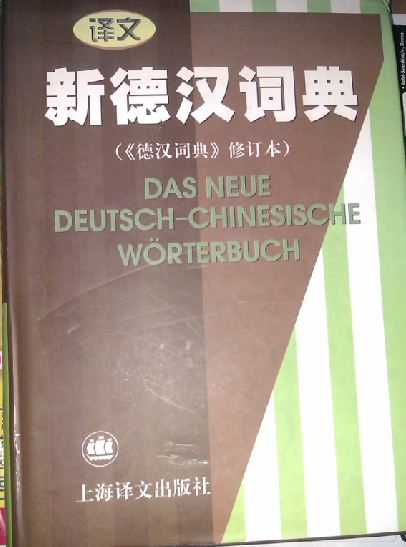 译文
新德汉词典
(《德汉词典》修订本)
DAS NEUE
DEUTSCH-CHINESISCHE
WÖRTERBUCH
上海译文出版社